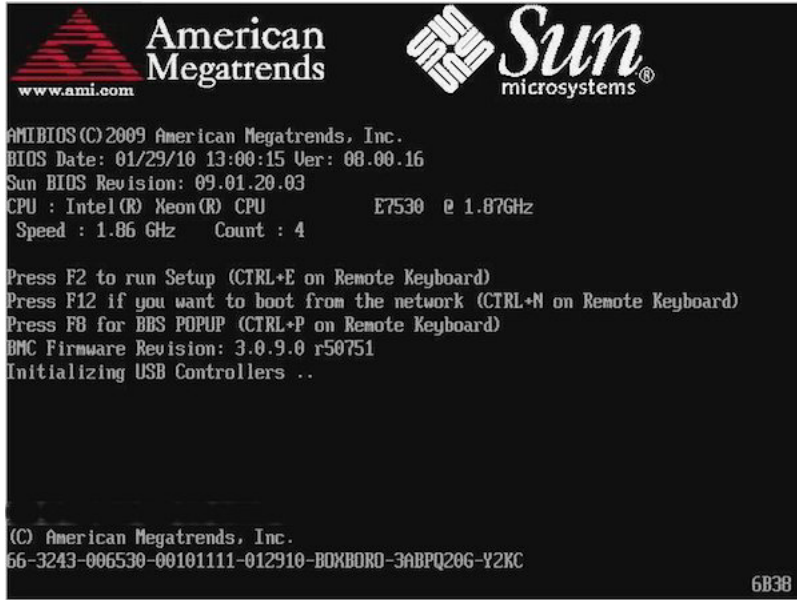 American
Megatrends
www.ami.com
Sun
microsystems®
AMIBIOS(C)2009 American Megatrends, Inc.
BIOS Date: 01/29/10 13:00:15 Ver: 08.00.16
Sun BIOS Revision: 09.01.20.03
CPU : Intel(R) Xeon(R) CPU E7530 @ 1.87GHz
Speed : 1.86 GHz Count : 4
Press F2 to run Setup (CTRL+E on Remote Keyboard)
Press F12 if you want to boot from the network (CTRL+N on Remote Keyboard)
Press F8 for BBS POPUP (CTRL+P on Remote Keyboard)
BMC Firmware Revision: 3.0.9.0 r50751
Initializing USB Controllers ..
(C) American Megatrends, Inc.
66-3243-006530-00101111-012910-BOXBORO-3ABPQ20G-Y2KC
6B38